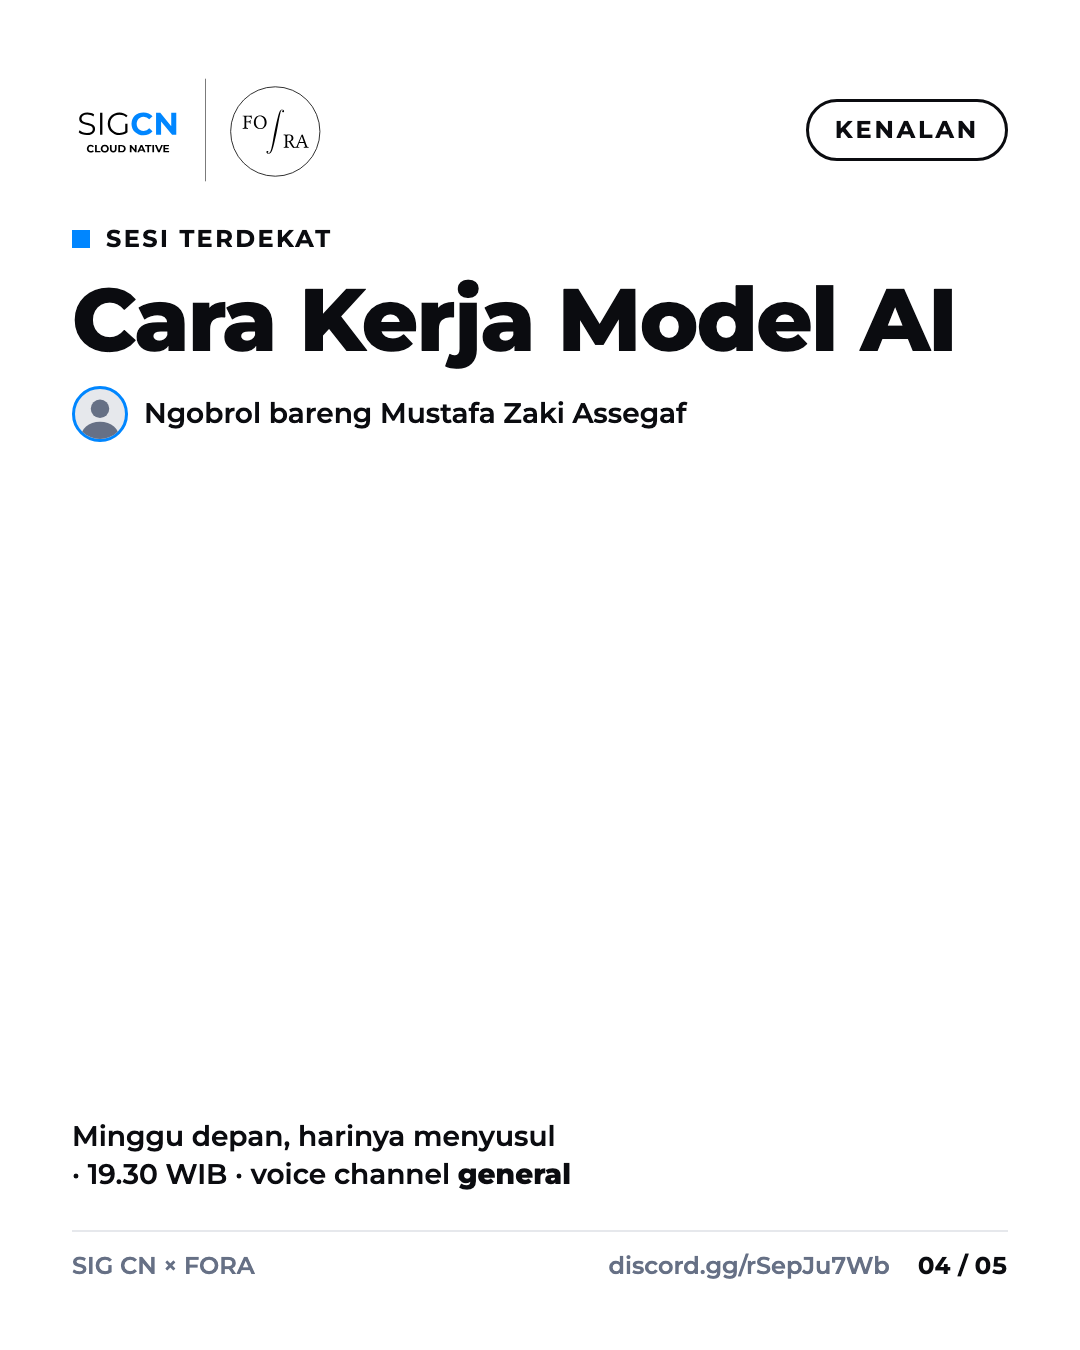 SIGCN
CLOUD NATIVE
FO∫RA
KENALAN
SESI TERDEKAT
Cara Kerja Model AI
Ngobrol bareng Mustafa Zaki Assegaf
Minggu depan, harinya menyusul
· 19.30 WIB · voice channel general
SIG CN × FORA
discord.gg/rSepJu7Wb
04 / 05